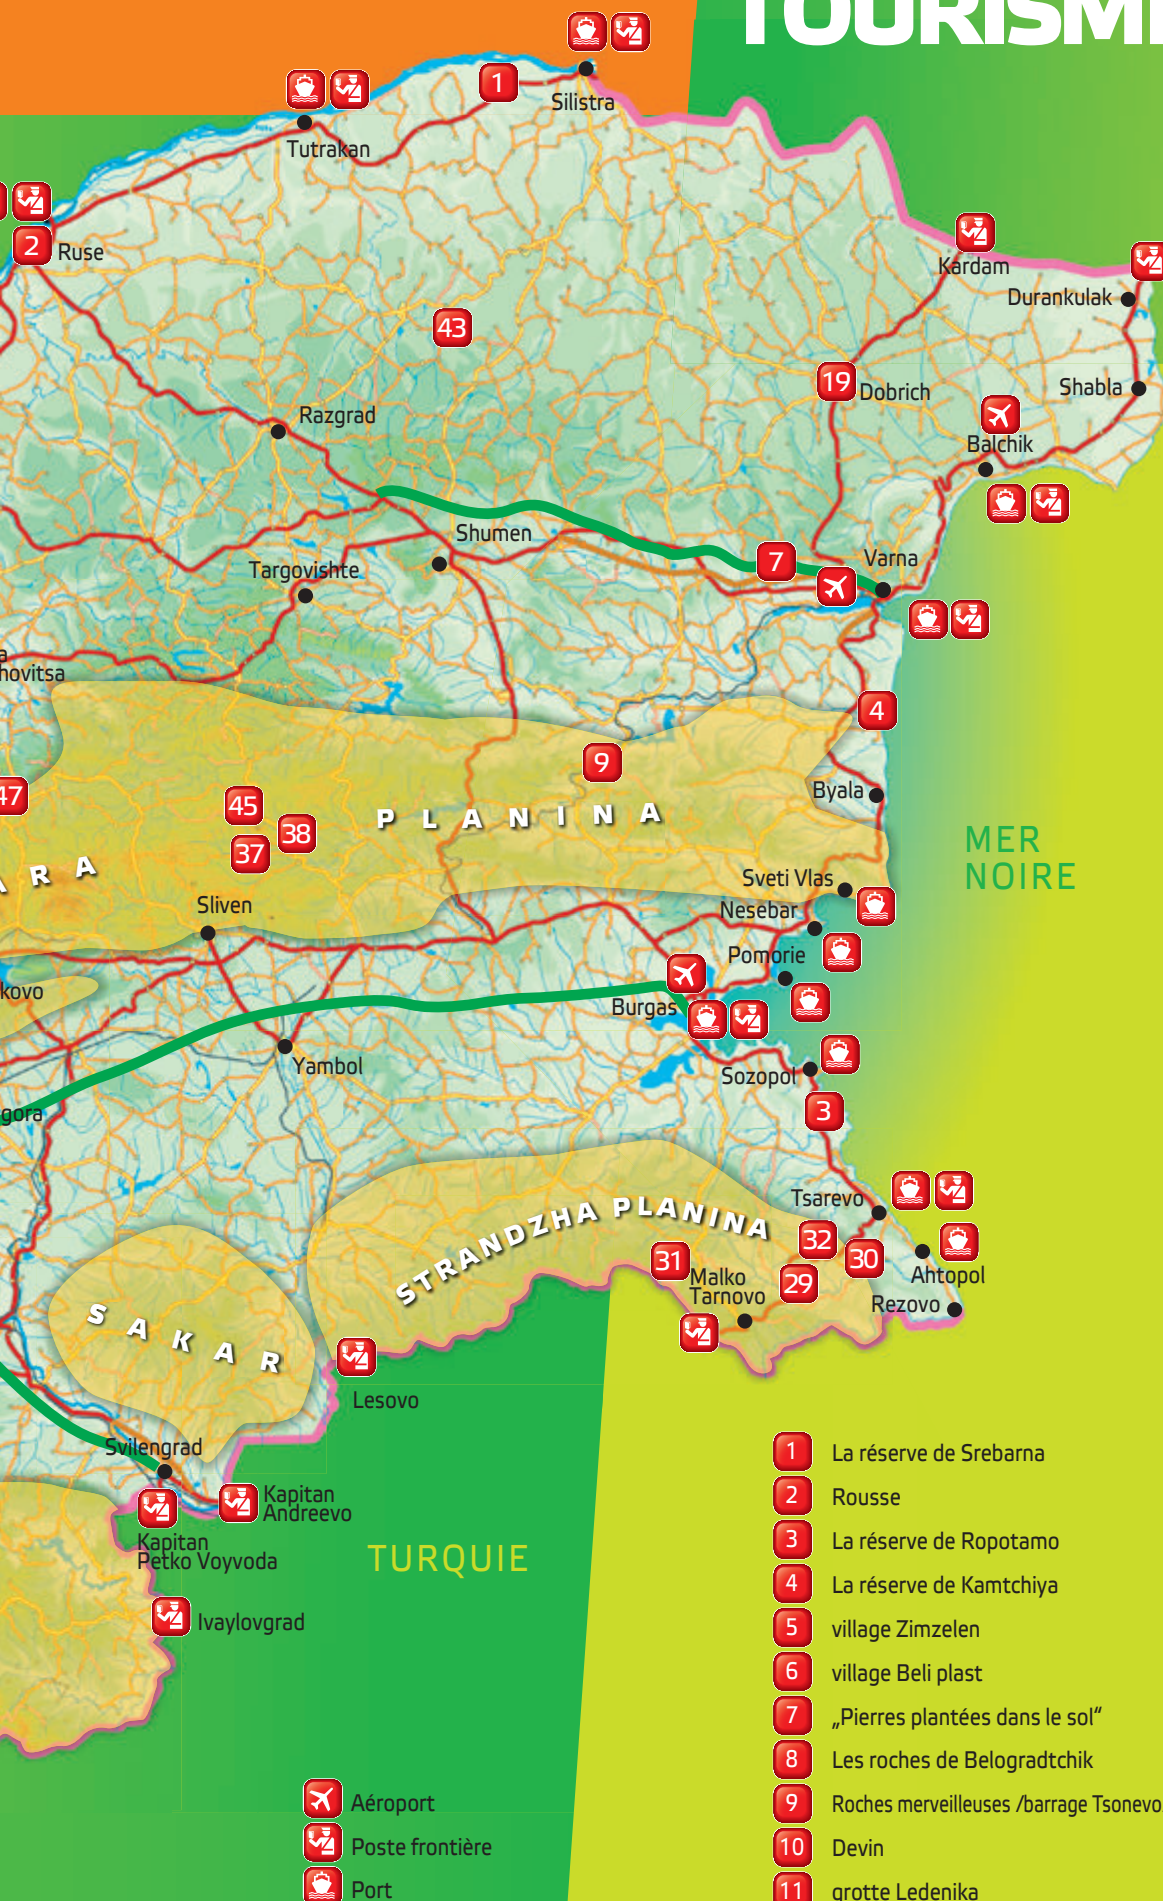 TOURISM
Silistra
1
Tutrakan
2
Ruse
Kardam
Durankulak
43
19
Dobrich
Shabla
Razgrad
Balchik
Shumen
7
Varna
Targovishte
hovitsa
4
9
47
45
38
37
PLANINA
Byala
MER
NOIRE
ARA
Sveti Vlas
Sliven
Nesebar
Pomorie
kovo
Burgas
Yambol
Sozopol
gora
3
Tsarevo
STRANDZHA PLANINA
32
31
30
29
Malko
Tarnovo
Ahtopol
Rezovo
SAKAR
Lesovo
Svilengrad
Kapitan
Andreevo
Kapitan
Petko Voyvoda
TURQUIE
Ivaylovgrad
Aéroport
Poste frontière
Port
1 La réserve de Srebarna
2 Rousse
3 La réserve de Ropotamo
4 La réserve de Kamtchiya
5 village Zimzelen
6 village Beli plast
7 „Pierres plantées dans le sol“
8 Les roches de Belogradtchik
9 Roches merveilleuses /barrage Tsonevo
10 Devin
11 grotte Ledenika